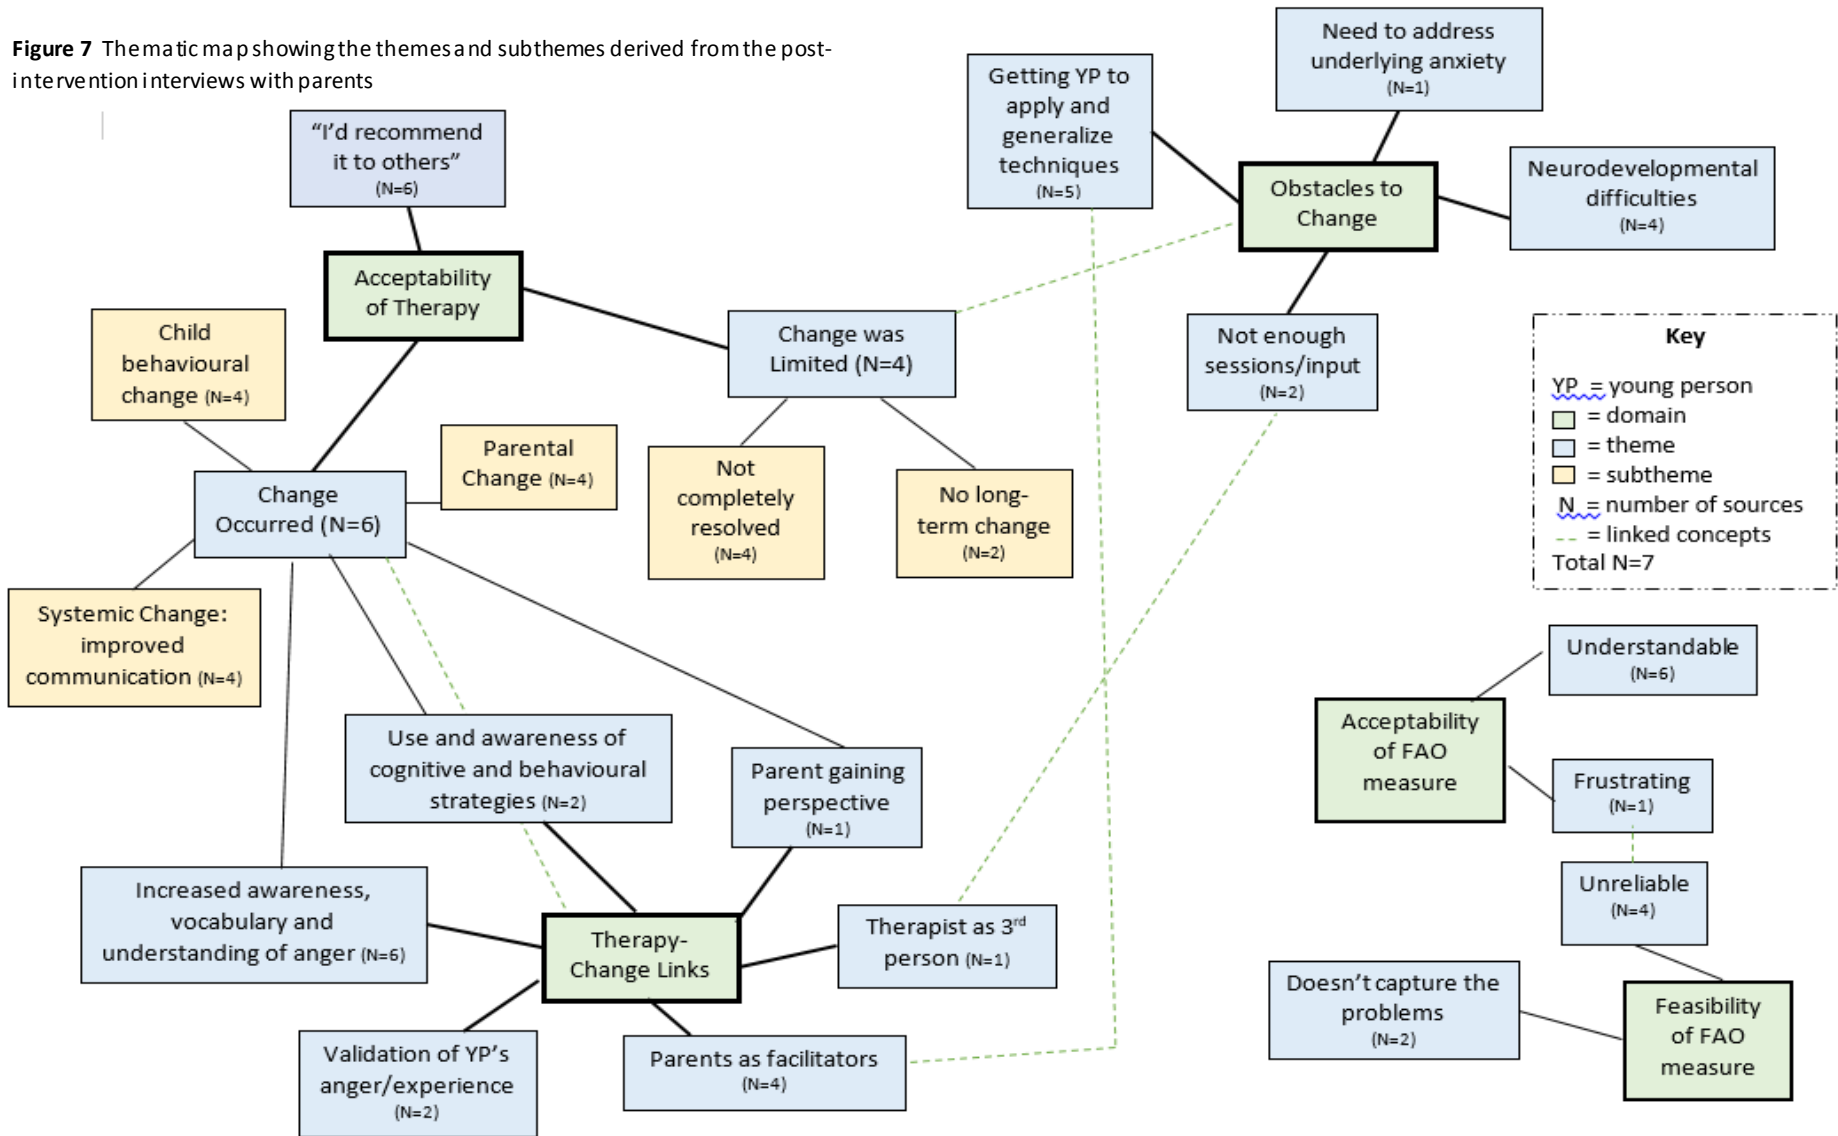 Figure 7 Thematic map showing the themes and subthemes derived from the post-
intervention interviews with parents
"I'd recommend
it to others"
(N=6)
Acceptability
of Therapy
Child
behavioural
change (N=4)
Parental
Change (N=4)
Change
Occurred (N=6)
Systemic Change:
improved
communication (N=4)
Change was
Limited (N=4)
Not
completely
resolved
(N=4)
No long-
term change
(N=2)
Getting YP to
apply and
generalize
techniques
(N=5)
Need to address
underlying anxiety
(N=1)
Obstacles to
Change
Neurodevelopmental
difficulties
(N=4)
Not enough
sessions/input
(N=2)
Key
YP = young person
= domain
= theme
= subtheme
N = number of sources
= linked concepts
Total N=7
Use and awareness of
cognitive and behavioural
strategies (N=2)
Parent gaining
perspective
(N=1)
Increased awareness,
vocabulary and
understanding of anger (N=6)
Therapy-
Change Links
Therapist as 3rd
person (N=1)
Validation of YP's
anger/experience
(N=2)
Parents as facilitators
(N=4)
Understandable
(N=6)
Acceptability
of FAO
measure
Frustrating
(N=1)
Unreliable
(N=4)
Doesn't capture the
problems
(N=2)
Feasibility
of FAO
measure